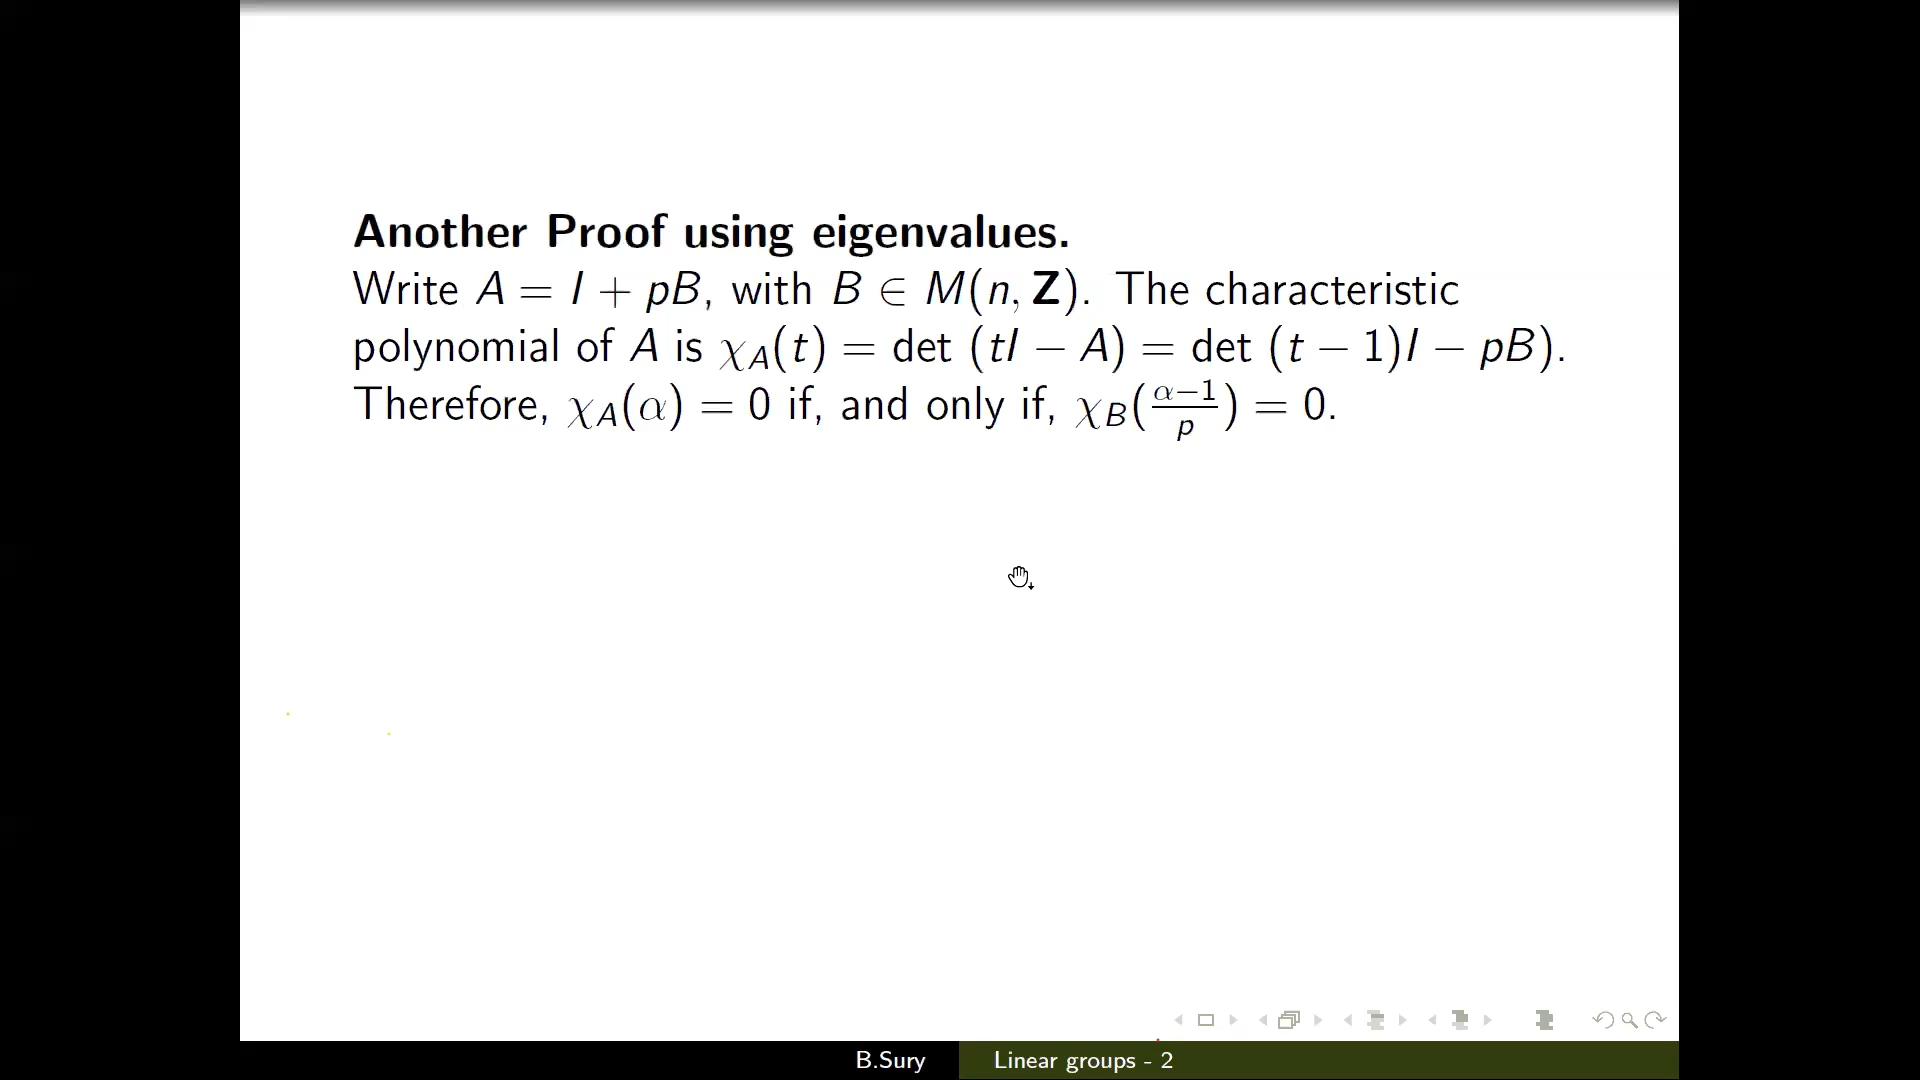 Another Proof using eigenvalues.
Write A = I + pB, with B ∈ M(n, Z). The characteristic
polynomial of A is χ_A(t) = det (tI − A) = det (t − 1)I − pB).
Therefore, χ_A(α) = 0 if, and only if, χ_B(\frac{α−1}{p}) = 0.
B.Sury
Linear groups - 2